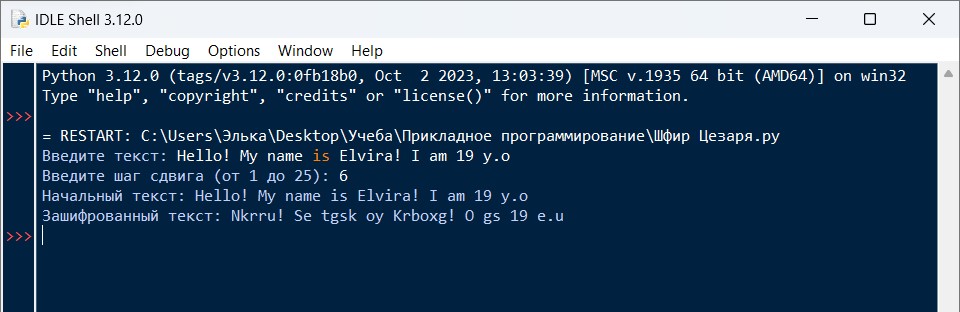 IDLE Shell 3.12.0
File Edit Shell Debug Options Window Help
Python 3.12.0 (tags/v3.12.0:0fb18b0, Oct  2 2023, 13:03:39) [MSC v.1935 64 bit (AMD64)] on win32
Type "help", "copyright", "credits" or "license()" for more information.
>>>
= RESTART: C:\Users\Элька\Desktop\Учеба\Прикладное программирование\Шфир Цезаря.py
Введите текст: Hello! My name is Elvira! I am 19 y.o
Введите шаг сдвига (от 1 до 25): 6
Начальный текст: Hello! My name is Elvira! I am 19 y.o
Зашифрованный текст: Nkrru! Se tgsk oy Krboxg! O gs 19 e.u
>>>